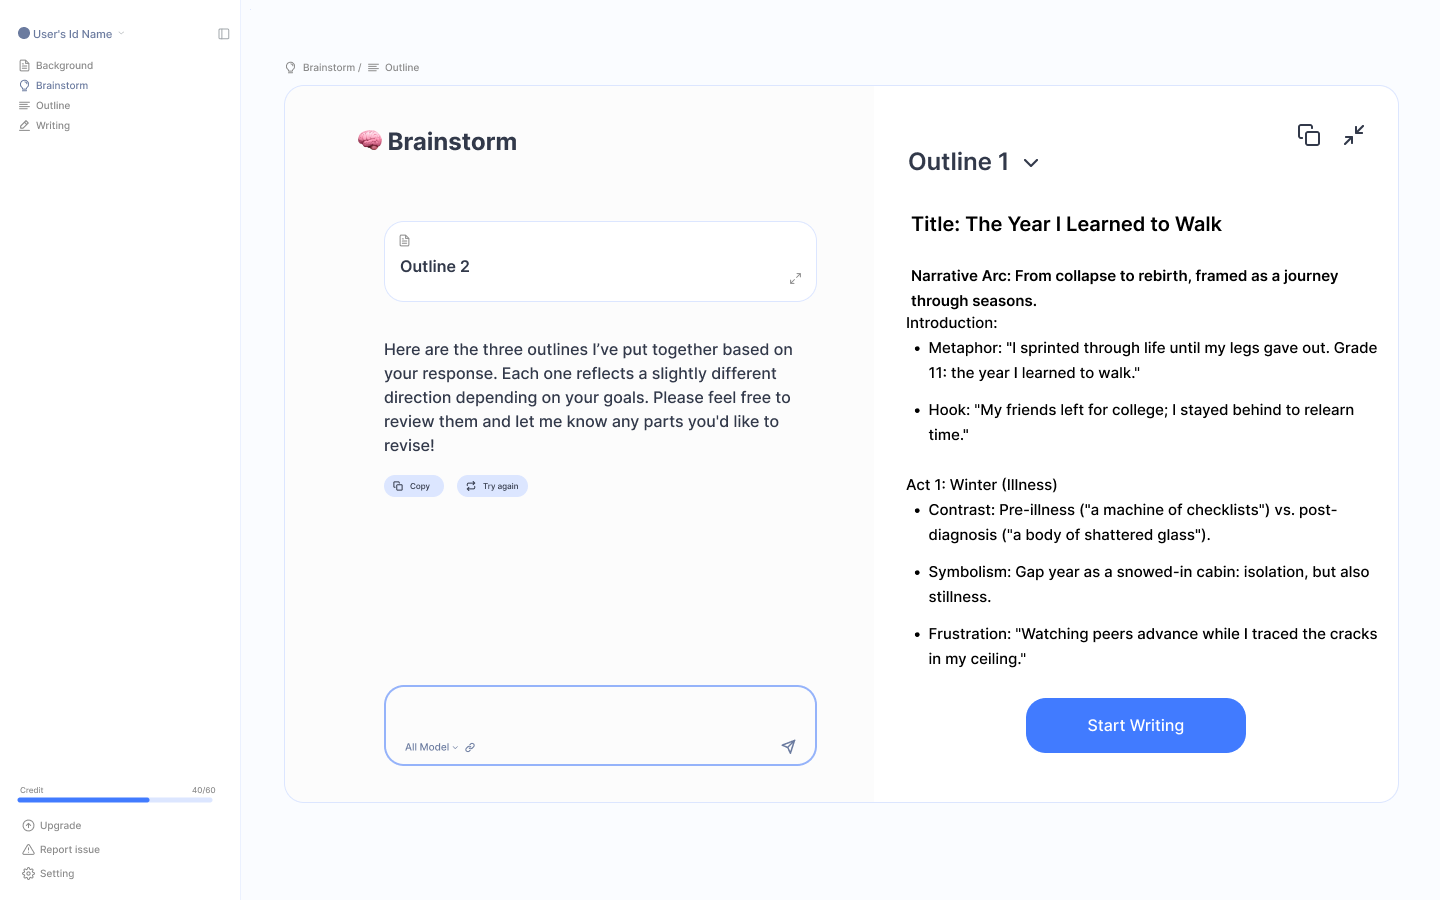 User's Id Name
Background
Brainstorm
Outline
Writing
Credit 40/60
Upgrade
Report issue
Setting
Brainstorm / Outline
Brainstorm
Outline 2
Here are the three outlines I’ve put together based on
your response. Each one reflects a slightly different
direction depending on your goals. Please feel free to
review them and let me know any parts you'd like to
revise!
Copy Try again
All Model
Outline 1
Title: The Year I Learned to Walk
Narrative Arc: From collapse to rebirth, framed as a journey
through seasons.
Introduction:
• Metaphor: "I sprinted through life until my legs gave out. Grade
11: the year I learned to walk."
• Hook: "My friends left for college; I stayed behind to relearn
time."
Act 1: Winter (Illness)
• Contrast: Pre-illness ("a machine of checklists") vs. post-
diagnosis ("a body of shattered glass").
• Symbolism: Gap year as a snowed-in cabin: isolation, but also
stillness.
• Frustration: "Watching peers advance while I traced the cracks
in my ceiling."
Start Writing